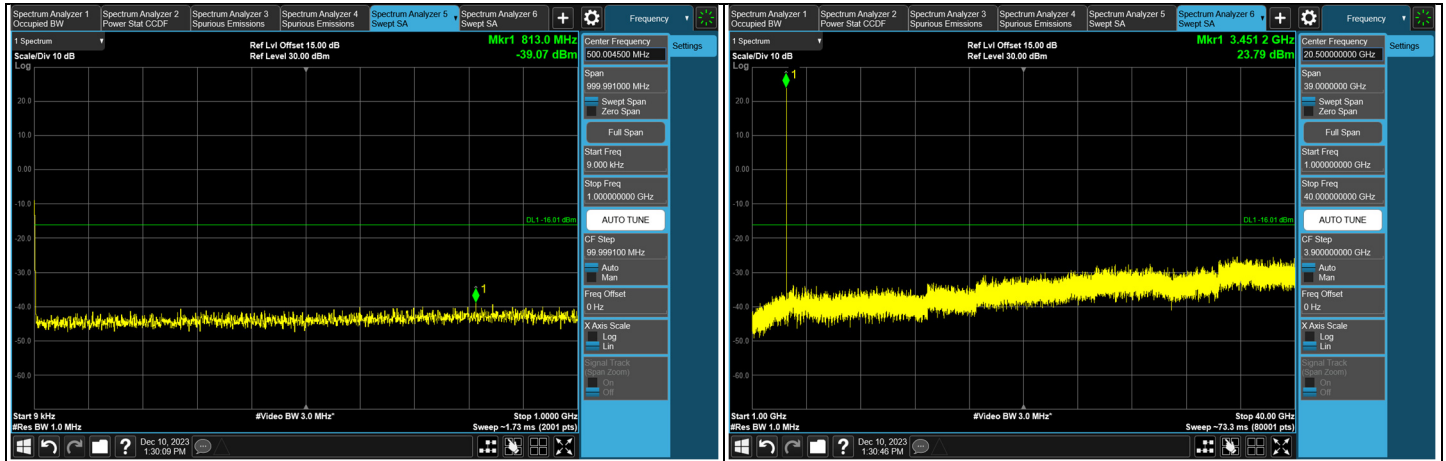 Spectrum Analyzer 1
Occupied BW
Spectrum Analyzer 2
Power Stat CCDF
Spectrum Analyzer 3
Spurious Emissions
Spectrum Analyzer 4
Spurious Emissions
Spectrum Analyzer 5
Swept SA
Spectrum Analyzer 6
Swept SA
Frequency
1 Spectrum
Scale/Div 10 dB
Log
Ref Lvl Offset 15.00 dB
Ref Level 30.00 dBm
Mkr1 813.0 MHz
-39.07 dBm
1
20.0
10.0
0.00
-10.0
-20.0
-30.0
-40.0
-50.0
-60.0
DL1 -16.01 dBm
Start 9 kHz
#Res BW 1.0 MHz
#Video BW 3.0 MHz*
Stop 1.0000 GHz
Sweep ~1.73 ms (2001 pts)
Dec 10, 2023
1:30:09 PM
Center Frequency
500.004500 MHz
Settings
Span
999.991000 MHz
Swept Span
Zero Span
Full Span
Start Freq
9.000 kHz
Stop Freq
1.000000000 GHz
AUTO TUNE
CF Step
99.999100 MHz
Auto
Man
Freq Offset
0 Hz
X Axis Scale
Log
Lin
Signal Track
(Span Zoom)
On
Off
Spectrum Analyzer 1
Occupied BW
Spectrum Analyzer 2
Power Stat CCDF
Spectrum Analyzer 3
Spurious Emissions
Spectrum Analyzer 4
Spurious Emissions
Spectrum Analyzer 5
Swept SA
Spectrum Analyzer 6
Swept SA
Frequency
1 Spectrum
Scale/Div 10 dB
Log
Ref Lvl Offset 15.00 dB
Ref Level 30.00 dBm
Mkr1 3.451 2 GHz
23.79 dBm
1
20.0
10.0
0.00
-10.0
-20.0
-30.0
-40.0
-50.0
-60.0
DL1 -16.01 dBm
Start 1.00 GHz
#Res BW 1.0 MHz
#Video BW 3.0 MHz*
Stop 40.00 GHz
Sweep ~73.3 ms (80001 pts)
Dec 10, 2023
1:30:46 PM
Center Frequency
20.500000000 GHz
Settings
Span
39.0000000 GHz
Swept Span
Zero Span
Full Span
Start Freq
1.000000000 GHz
Stop Freq
40.000000000 GHz
AUTO TUNE
CF Step
3.900000000 GHz
Auto
Man
Freq Offset
0 Hz
X Axis Scale
Log
Lin
Signal Track
(Span Zoom)
On
Off